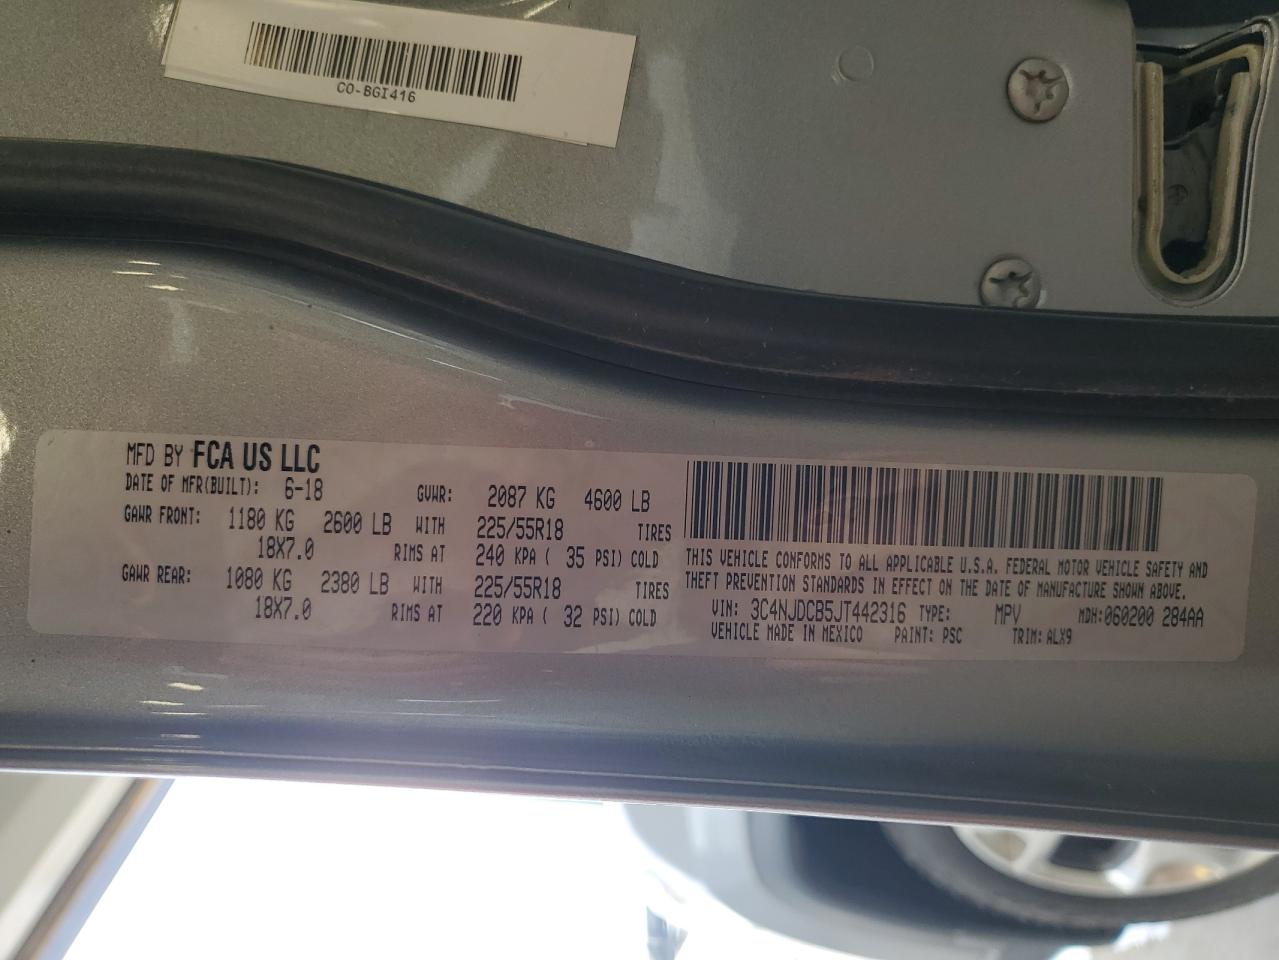 CO-BGI416
MFD BY FCA US LLC
DATE OF MFR(BUILT): 6-18 GVWR: 2087 KG 4600 LB
GAWR FRONT: 1180 KG 2600 LB WITH 225/55R18 TIRES
18X7.0 RIMS AT 240 KPA ( 35 PSI) COLD
GAWR REAR: 1080 KG 2380 LB WITH 225/55R18 TIRES
18X7.0 RIMS AT 220 KPA ( 32 PSI) COLD
THIS VEHICLE CONFORMS TO ALL APPLICABLE U.S.A. FEDERAL MOTOR VEHICLE SAFETY AND
THEFT PREVENTION STANDARDS IN EFFECT ON THE DATE OF MANUFACTURE SHOWN ABOVE.
VIN: 3C4NJDCB5JT442316 TYPE: MPV MDH:060200 284AA
VEHICLE MADE IN MEXICO PAINT: PSC TRIM: ALX9